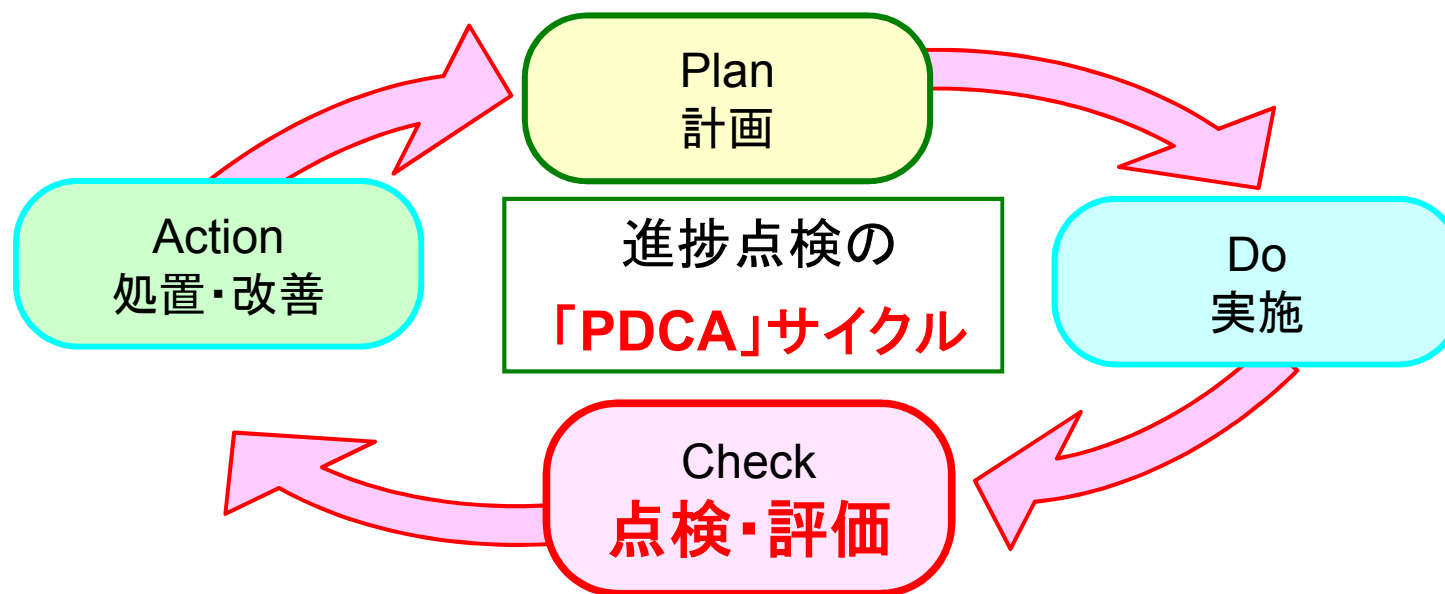 Plan
計画
Action
処置・改善
進捗点検の
「PDCA」サイクル
Do
実施
Check
点検・評価